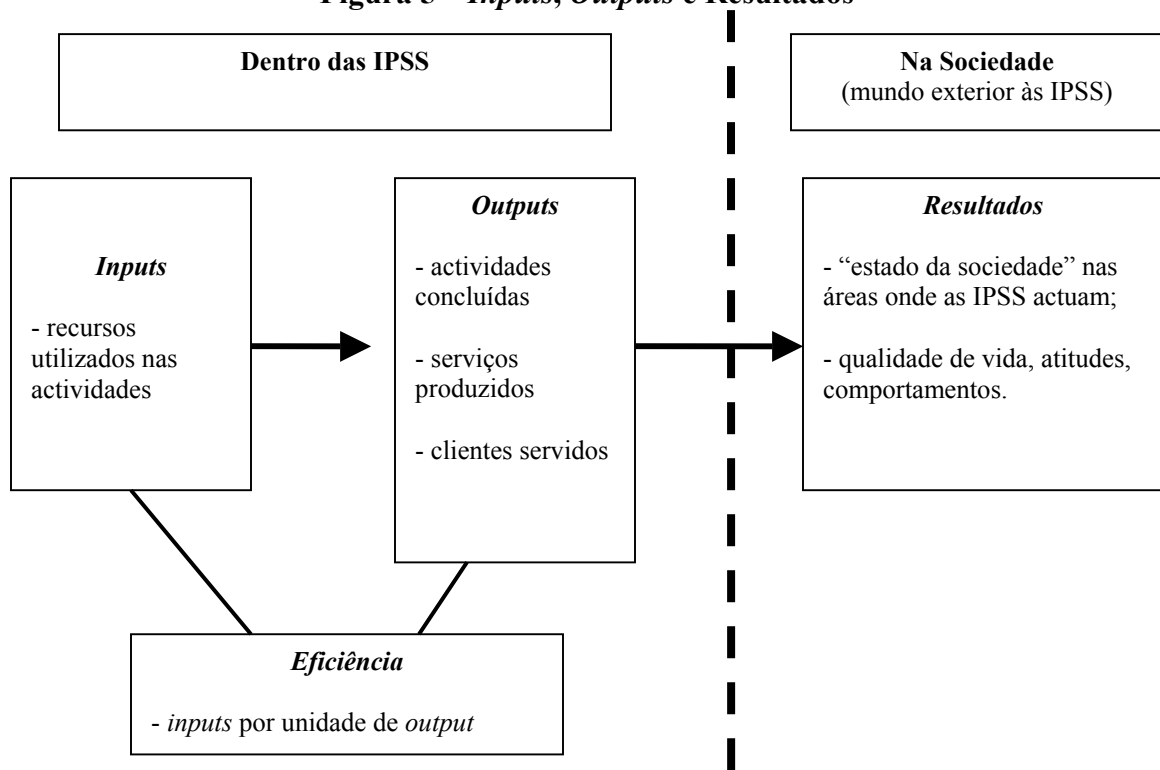 Figura 3 – Inputs, Outputs e Resultados
Dentro das IPSS
Na Sociedade
(mundo exterior às IPSS)
Inputs
- recursos
utilizados nas
actividades
Outputs
- actividades
concluídas
- serviços
produzidos
- clientes servidos
Resultados
- “estado da sociedade” nas
áreas onde as IPSS actuam;
- qualidade de vida, atitudes,
comportamentos.
Eficiência
- inputs por unidade de output